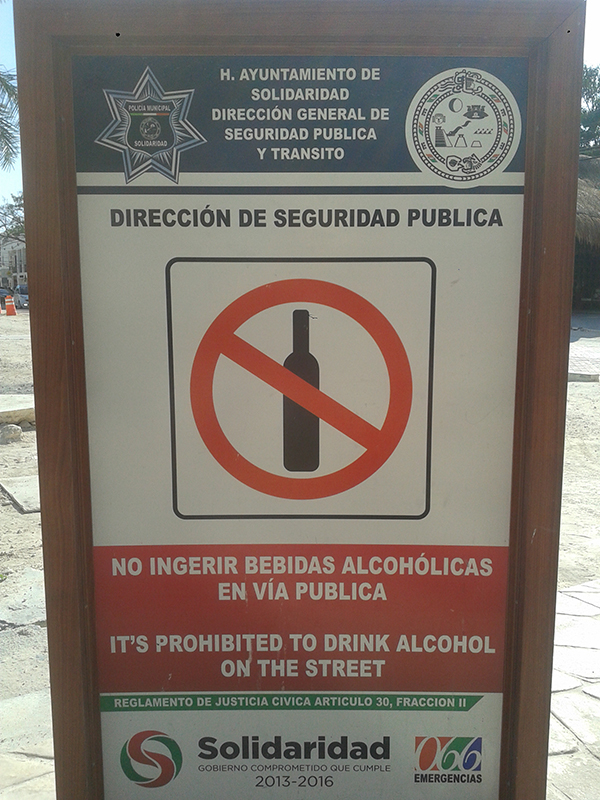 H. AYUNTAMIENTO DE
SOLIDARIDAD
DIRECCIÓN GENERAL DE
SEGURIDAD PUBLICA
Y TRANSITO
POLICÍA MUNICIPAL
SOLIDARIDAD
DIRECCIÓN DE SEGURIDAD PUBLICA
NO INGERIR BEBIDAS ALCOHÓLICAS
EN VÍA PUBLICA
IT'S PROHIBITED TO DRINK ALCOHOL
ON THE STREET
REGLAMENTO DE JUSTICIA CIVICA ARTICULO 30, FRACCION II
Solidaridad
GOBIERNO COMPROMETIDO QUE CUMPLE
2013-2016
066
EMERGENCIAS